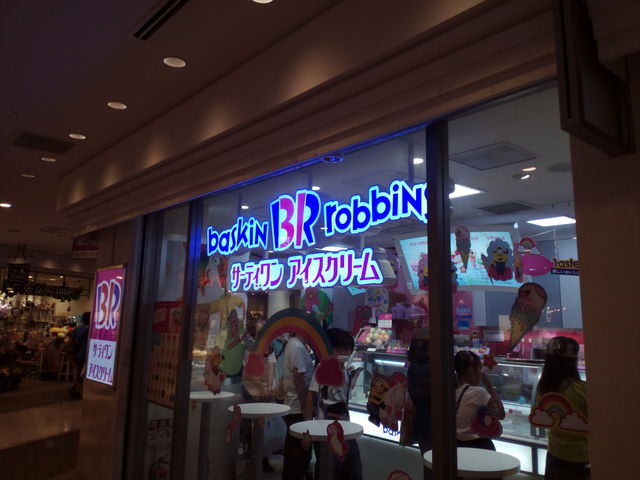 baskin BR robbins
サーティワン アイスクリーム
BR
サーティワン
アイスクリーム